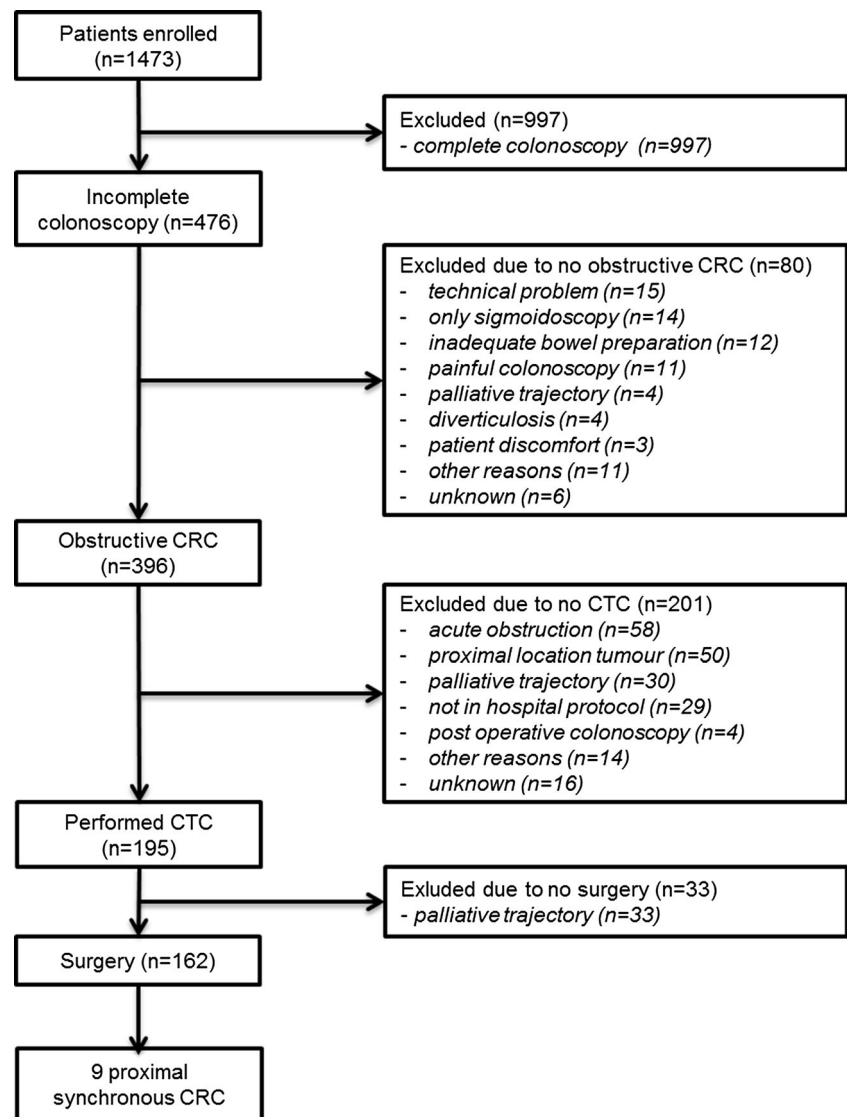 Patients enrolled
(n=1473)
Excluded (n=997)
- complete colonoscopy (n=997)
Incomplete
colonoscopy (n=476)
Excluded due to no obstructive CRC (n=80)
- technical problem (n=15)
- only sigmoidoscopy (n=14)
- inadequate bowel preparation (n=12)
- painful colonoscopy (n=11)
- palliative trajectory (n=4)
- diverticulosis (n=4)
- patient discomfort (n=3)
- other reasons (n=11)
- unknown (n=6)
Obstructive CRC
(n=396)
Excluded due to no CTC (n=201)
- acute obstruction (n=58)
- proximal location tumour (n=50)
- palliative trajectory (n=30)
- not in hospital protocol (n=29)
- post operative colonoscopy (n=4)
- other reasons (n=14)
- unknown (n=16)
Performed CTC
(n=195)
Exluded due to no surgery (n=33)
- palliative trajectory (n=33)
Surgery (n=162)
9 proximal
synchronous CRC